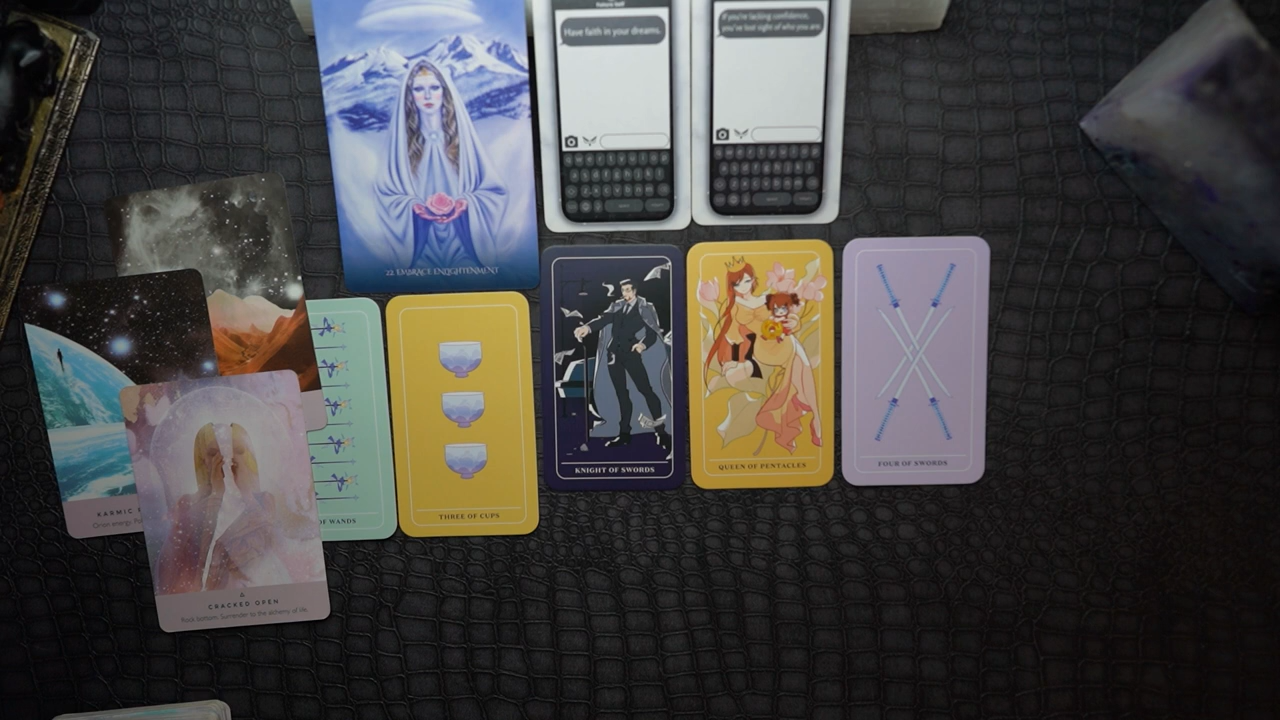 future self
Have faith in your dreams.
If you're lacking confidence,
you've lost sight of who you are
22 EMBRACE ENLIGHTENMENT
KNIGHT OF SWORDS
QUEEN OF PENTACLES
FOUR OF SWORDS
OF WANDS
THREE OF CUPS
KARMIC
Orion energy.
CRACKED OPEN
Rock bottom. Surrender to the alchemy of life.